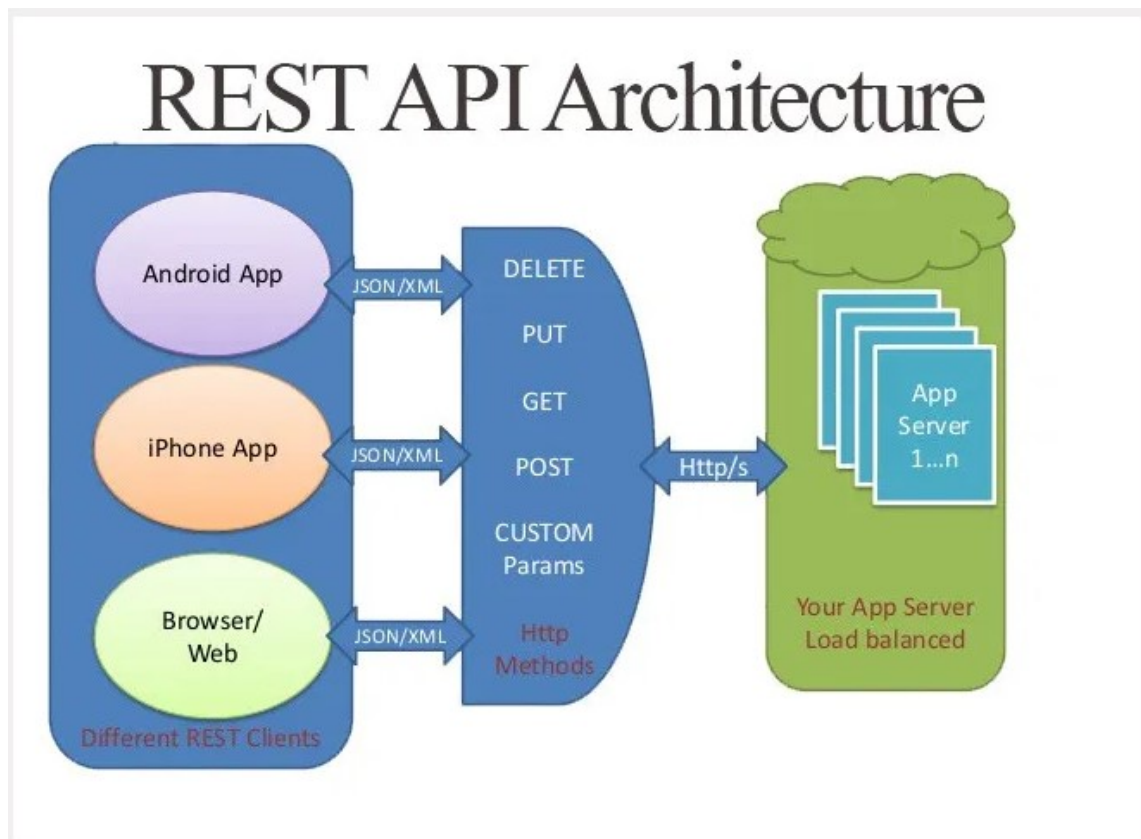 REST API Architecture
Android App
JSON/XML
iPhone App
JSON/XML
Browser/
Web
JSON/XML
Different REST Clients
DELETE
PUT
GET
POST
CUSTOM
Params
Http
Methods
Http/s
App
Server
1...n
Your App Server
Load balanced